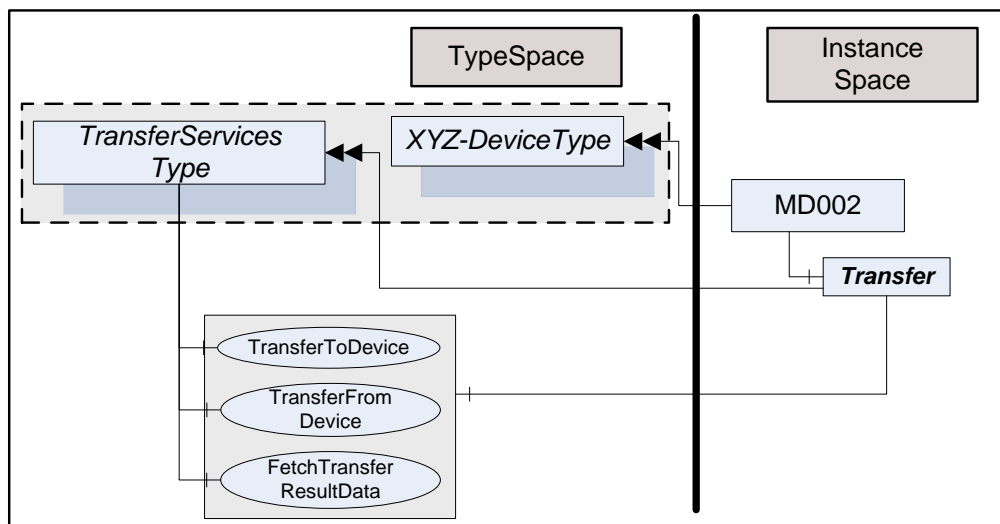 TypeSpace
Instance
Space
TransferServices
Type
XYZ-DeviceType
MD002
Transfer
TransferToDevice
TransferFrom
Device
FetchTransfer
ResultData